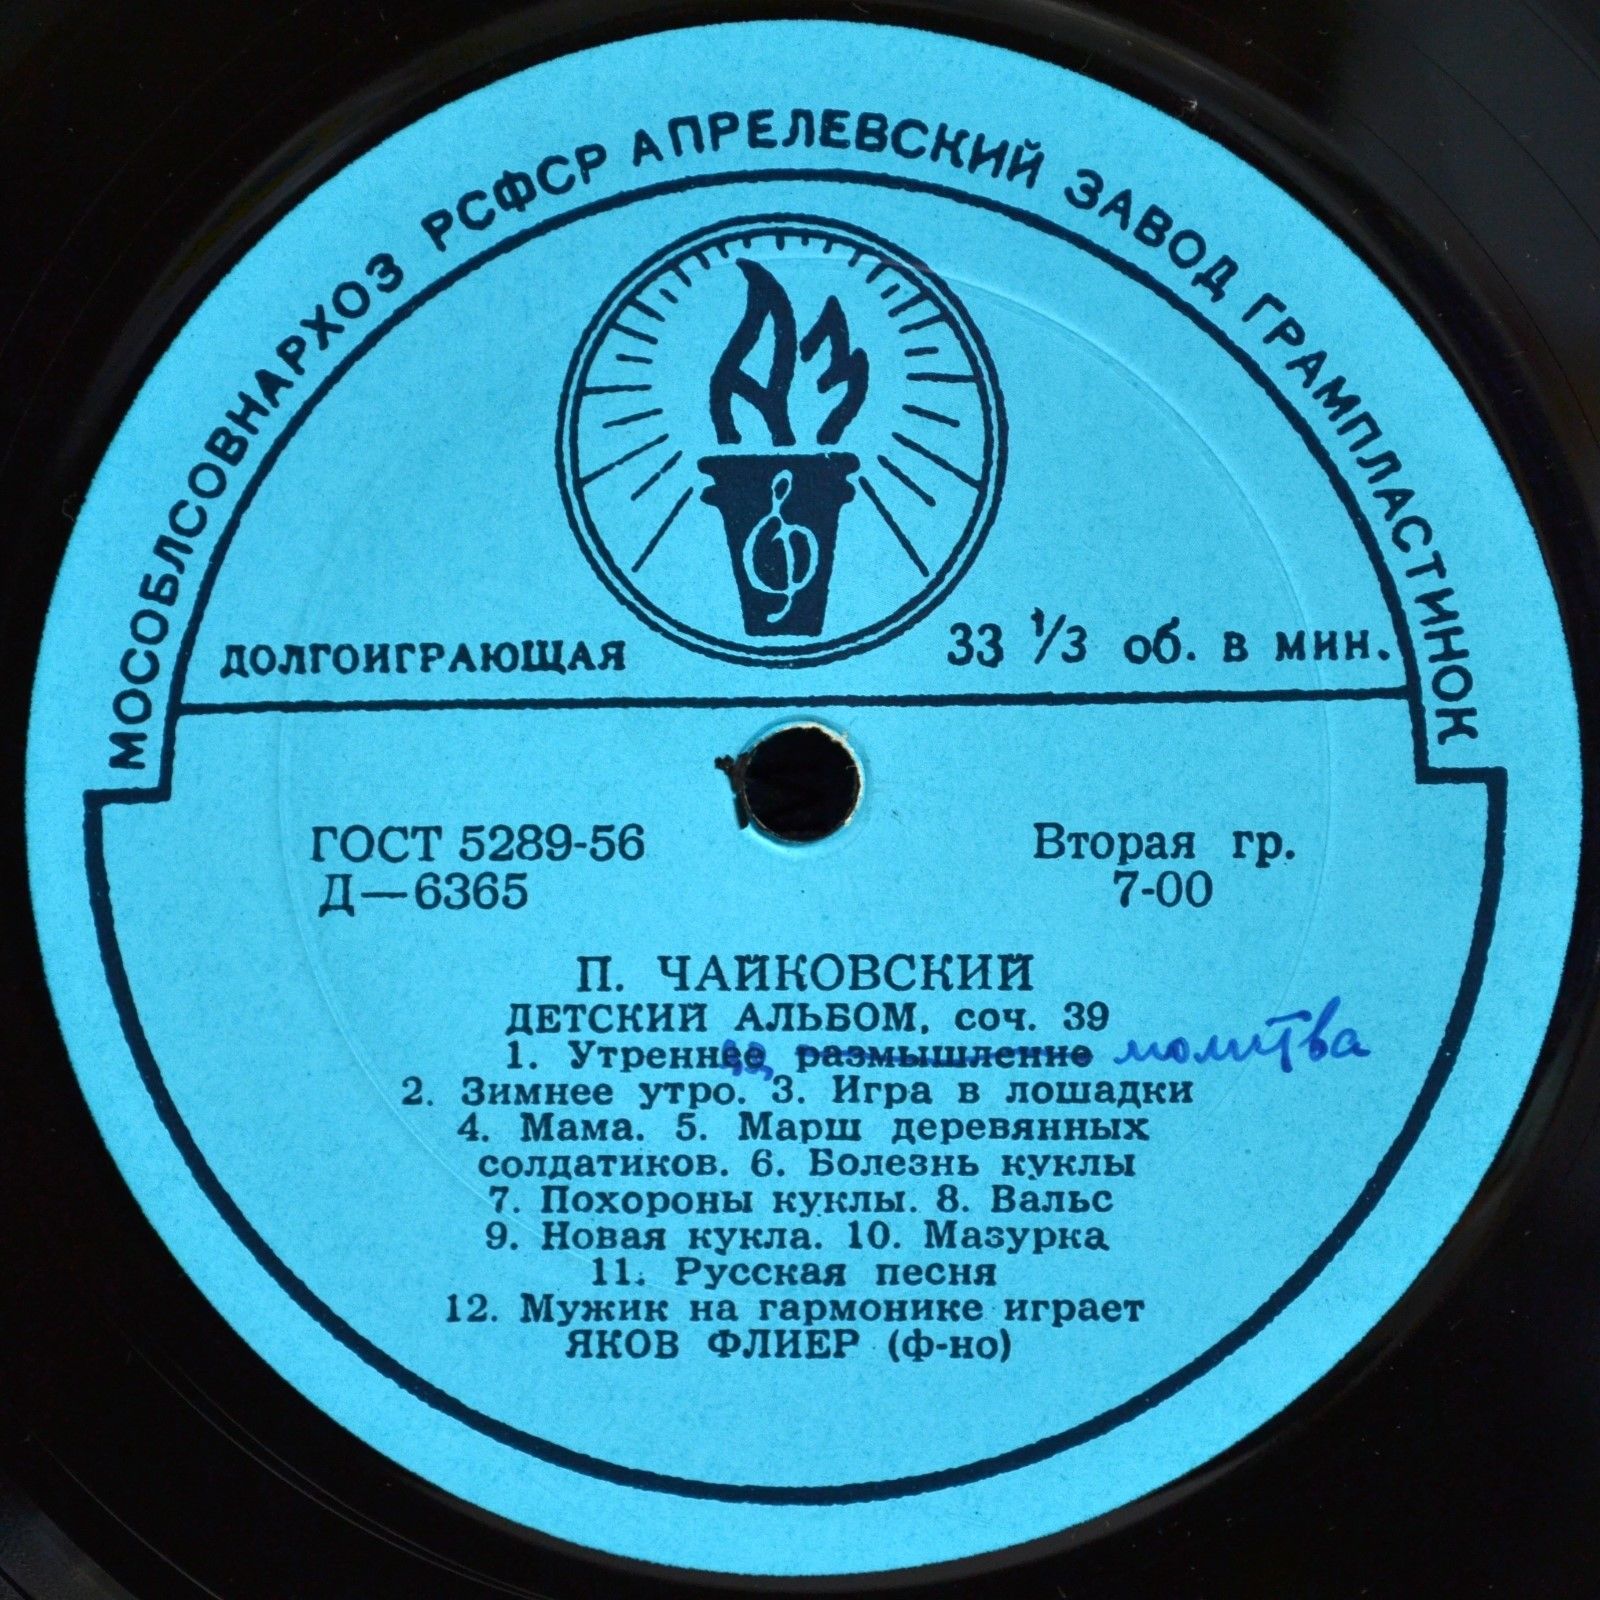 МОСОБЛСОВНАРХОЗ РСФСР АПРЕЛЕВСКИЙ ЗАВОД ГРАМПЛАСТИНОК
АЗ
ДОЛГОИГРАЮЩАЯ 33 1/3 об. в мин.
ГОСТ 5289-56 Вторая гр.
Д—6365 7-00
П. ЧАЙКОВСКИЙ
ДЕТСКИЙ АЛЬБОМ, соч. 39
1. Утреннее размышление молитва
2. Зимнее утро. 3. Игра в лошадки
4. Мама. 5. Марш деревянных
солдатиков. 6. Болезнь куклы
7. Похороны куклы. 8. Вальс
9. Новая кукла. 10. Мазурка
11. Русская песня
12. Мужик на гармонике играет
ЯКОВ ФЛИЕР (ф-но)